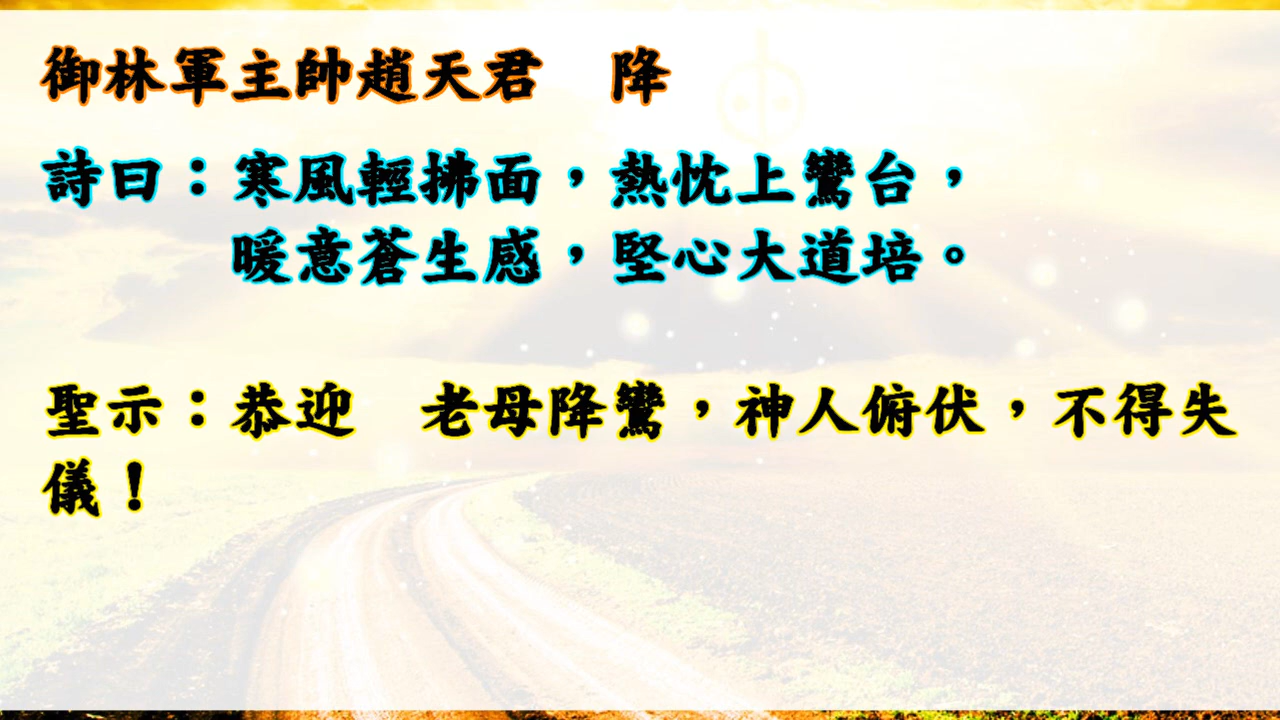 御林軍主帥趙天君　降
詩曰：寒風輕拂面，熱忱上鸞台，
暖意蒼生感，堅心大道培。
聖示：恭迎　老母降鸞，神人俯伏，不得失
儀！